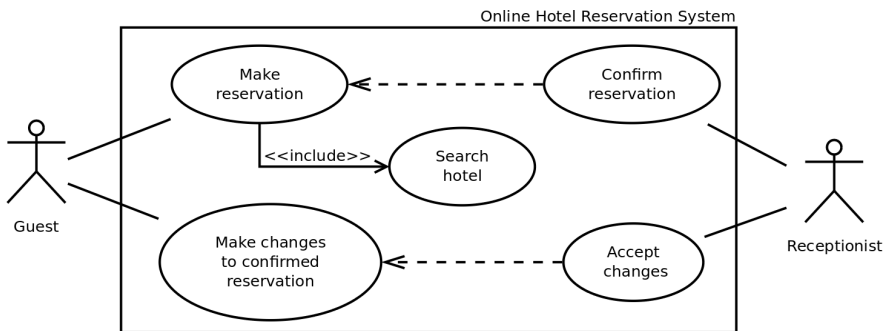 Online Hotel Reservation System
Make
reservation
Confirm
reservation
<<include>>
Search
hotel
Guest
Receptionist
Make changes
to confirmed
reservation
Accept
changes